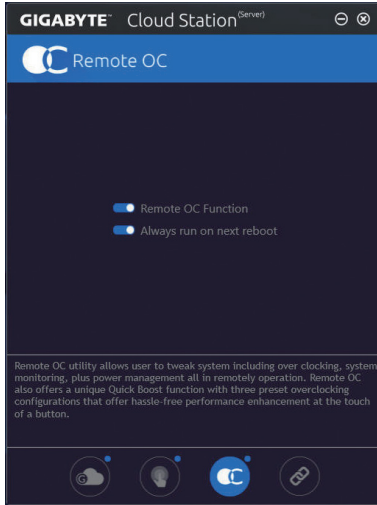 GIGABYTE™ Cloud Station (Server)
Remote OC
Remote OC Function
Always run on next reboot
Remote OC utility allows user to tweak system including over clocking, system
monitoring, plus power management all in remotely operation. Remote OC
also offers a unique Quick Boost function with three preset overclocking
configurations that offer hassle-free performance enhancement at the touch
of a button.
G